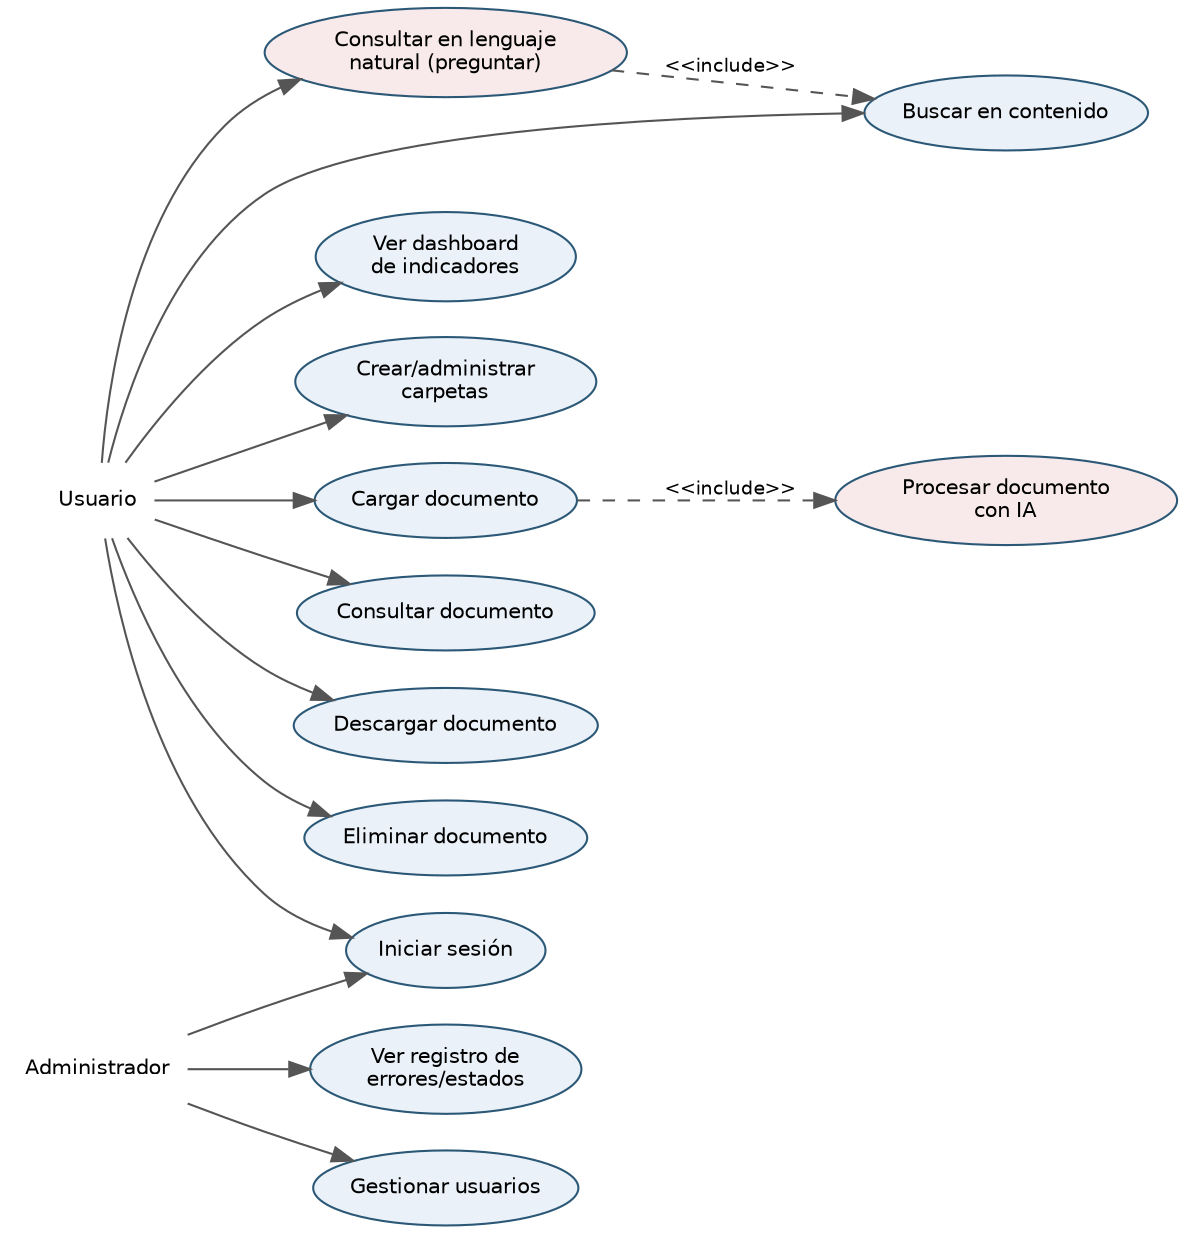 Consultar en lenguaje
natural (preguntar)
<<include>>
Buscar en contenido
Ver dashboard
de indicadores
Crear/administrar
carpetas
Usuario
Cargar documento
<<include>>
Procesar documento
con IA
Consultar documento
Descargar documento
Eliminar documento
Iniciar sesión
Administrador
Ver registro de
errores/estados
Gestionar usuarios